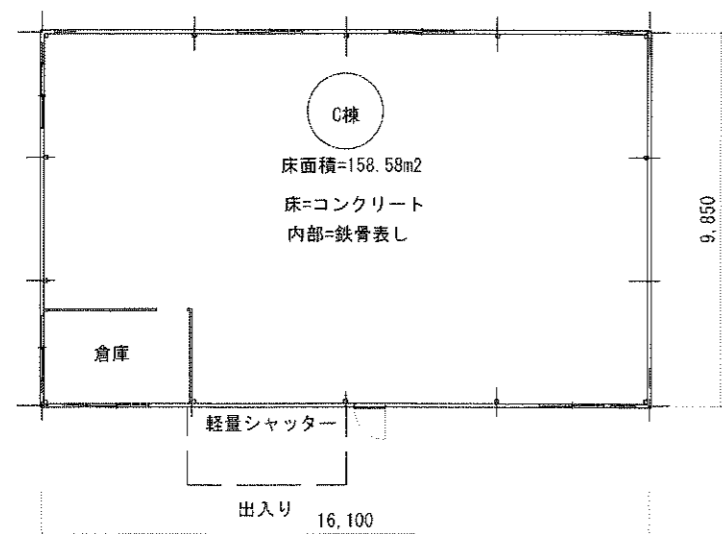 C棟
床面積=158.58m2
床=コンクリート
内部=鉄骨表し
9,850
倉庫
軽量シャッター
出入り
16,100